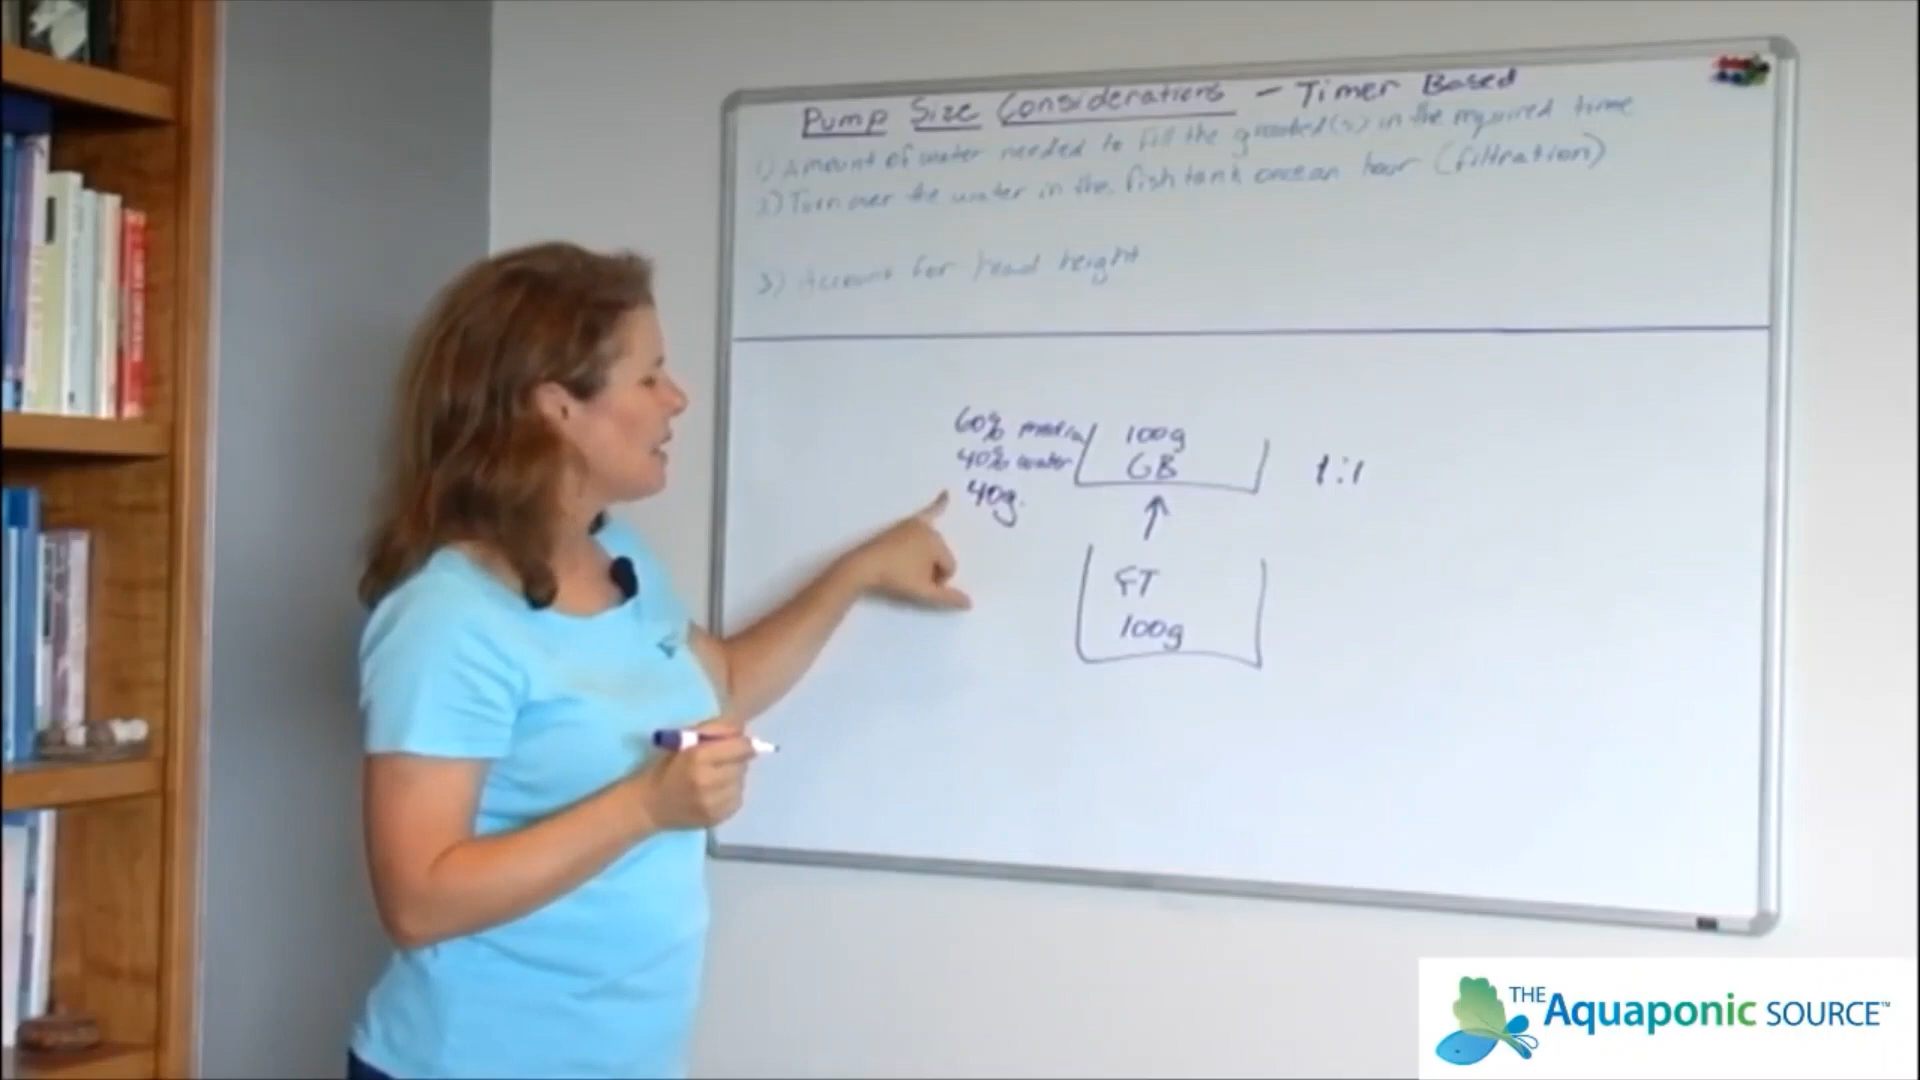 Pump Size Considerations - Timer Based
1) Amount of water needed to fill the growbed(s) in the required time
2) Turn over the water in the fish tank once an hour (filtration)
3) Account for head height
60% media
40% water
40g.
100g
GB
1:1
FT
100g
THE Aquaponic SOURCE™